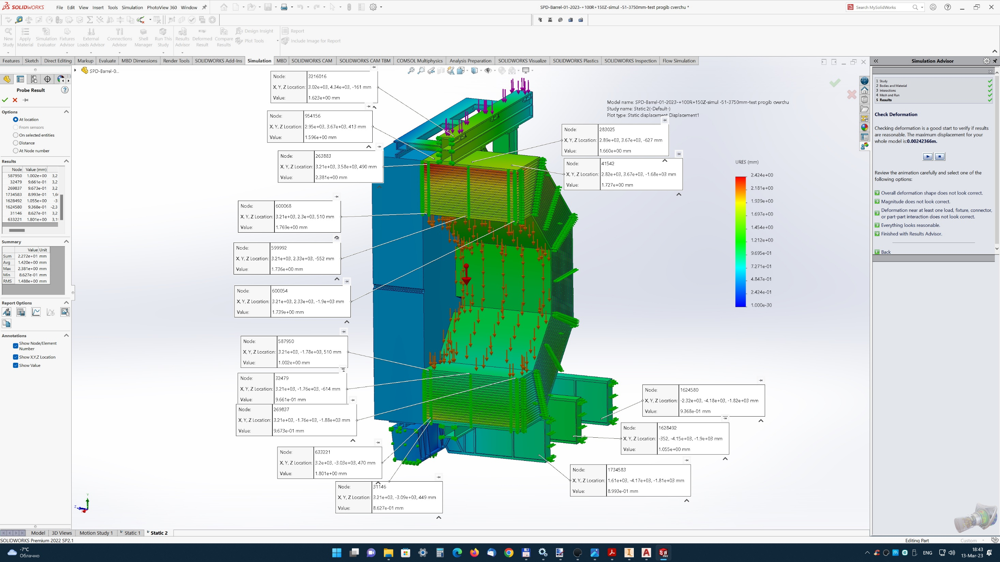 SOLIDWORKS File Edit View Insert Tools Simulation PhotoView 360 Window
SPD-Barrel-01-2023-+100R+150Z-simul -51-3750mm-test progib cverchu *
Search MySolidWorks
New Study
Apply Material
Simulation Evaluator
Fixtures Advisor
External Loads Advisor
Connections Advisor
Shell Manager
Run This Study
Results Advisor
Deformed Result
Compare Results
Design Insight
Plot Tools
Report
Include Image for Report
Features Sketch Direct Editing Markup Evaluate MBD Dimensions Render Tools SOLIDWORKS Add-Ins Simulation MBD SOLIDWORKS CAM SOLIDWORKS CAM TBM COMSOL Multiphysics Analysis Preparation SOLIDWORKS Visualize SOLIDWORKS Plastics SOLIDWORKS Inspection Flow Simulation
SPD-Barrel-0...
Probe Result
Options
At location
From sensors
On selected entities
Distance
At Node number
Results
Node Value (mm)
587950 1.002e+00 3,2
32479 9.661e-01 3,2
269837 9.673e-01 3,2
1734583 8.993e-01 1,6
1628492 1.055e+00 -3
1624580 9.368e-01 -2,3
31146 8.627e-01 3,2
633221 1.801e+00 3,1
Summary
Value Unit
Sum 2.272e+01 mm
Avg 1.420e+00 mm
Max 2.381e+00 mm
Min 8.627e-01 mm
RMS 1.488e+00 mm
Report Options
Annotations
Show Node/Element Number
Show X,Y,Z Location
Show Value
Node: 3216016
X, Y, Z Location: 3.02e+03, 4.34e+03, -161 mm
Value: 1.623e+00 mm
Node: 954156
X, Y, Z Location: 2.95e+03, 3.67e+03, 413 mm
Value: 1.596e+00 mm
Node: 263883
X, Y, Z Location: 3.21e+03, 3.58e+03, 490 mm
Value: 2.381e+00 mm
Node: 600068
X, Y, Z Location: 3.21e+03, 2.3e+03, 510 mm
Value: 1.769e+00 mm
Node: 599992
X, Y, Z Location: 3.21e+03, 2.33e+03, -552 mm
Value: 1.736e+00 mm
Node: 600054
X, Y, Z Location: 3.21e+03, 2.33e+03, -1.9e+03 mm
Value: 1.739e+00 mm
Node: 587950
X, Y, Z Location: 3.21e+03, -1.78e+03, 510 mm
Value: 1.002e+00 mm
Node: 32479
X, Y, Z Location: 3.21e+03, -1.76e+03, -614 mm
Value: 9.661e-01 mm
Node: 269837
X, Y, Z Location: 3.21e+03, -1.76e+03, -1.88e+03 mm
Value: 9.673e-01 mm
Node: 633221
X, Y, Z Location: 3.2e+03, -3.03e+03, 470 mm
Value: 1.801e+00 mm
Node: 31146
X, Y, Z Location: 3.21e+03, -3.09e+03, 449 mm
Value: 8.627e-01 mm
Model name: SPD-Barrel-01-2023-+100R+150Z-simul -51-3750mm-test progib cverchu
Study name: Static 2(-Default-)
Plot type: Static displacement Displacement1
Node: 283025
X, Y, Z Location: 2.89e+03, 3.67e+03, -627 mm
Value: 1.660e+00 mm
Node: 41542
X, Y, Z Location: 2.82e+03, 3.67e+03, -1.68e+03 mm
Value: 1.727e+00 mm
URES (mm)
2.424e+00
2.181e+00
1.939e+00
1.697e+00
1.454e+00
1.212e+00
9.695e-01
7.271e-01
4.847e-01
2.424e-01
1.000e-30
Node: 1624580
X, Y, Z Location: -2.32e+03, -4.18e+03, -1.82e+03 mm
Value: 9.368e-01 mm
Node: 1628492
X, Y, Z Location: -352, -4.15e+03, -1.9e+03 mm
Value: 1.055e+00 mm
Node: 1734583
X, Y, Z Location: 1.61e+03, -4.17e+03, -1.81e+03 mm
Value: 8.993e-01 mm
Y
Z
Simulation Advisor
1 Study
2 Bodies and Material
3 Interactions
4 Mesh and Run
5 Results
Check Deformation
Checking deformation is a good start to verify if results
are reasonable. The maximum displacement for your
whole model is:0.00242366m.
Review the animation carefully and select one of the
following options:
Overall deformation shape does not look correct.
Magnitude does not look correct.
Deformation near at least one load, fixture, connector,
or part-part interaction does not look correct.
Everything looks reasonable.
Finished with Results Advisor.
Back
Model 3D Views Motion Study 1 Static 1 Static 2
SOLIDWORKS Premium 2022 SP2.1
Editing Part
Custom
-7°C
Облачно
ENG
18:43
13-Mar-23